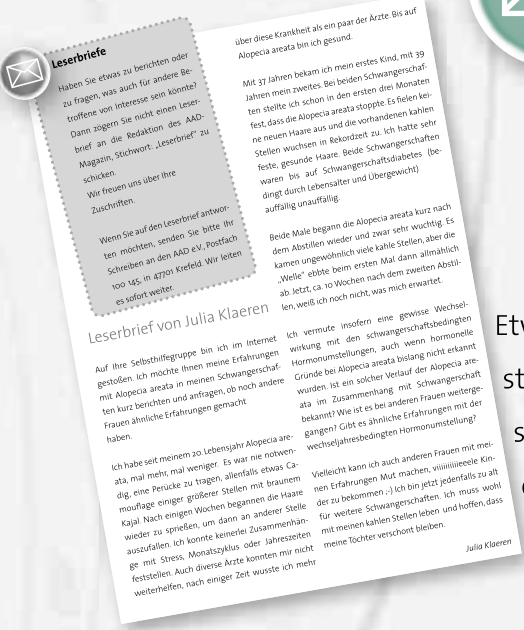 Leserbriefe
Haben Sie etwas zu berichten oder
zu fragen, was auch für andere Be-
troffene von Interesse sein könnte?
Dann zögern Sie nicht einen Leser-
brief an die Redaktion des AAD-
Magazin, Stichwort: „Leserbrief“ zu
schicken.
Wir freuen uns über Ihre
Zuschriften.
Wenn Sie auf den Leserbrief antwor-
ten möchten, senden Sie bitte Ihr
Schreiben an den AAD e.V., Postfach
100 145, in 47701 Krefeld. Wir leiten
es sofort weiter.
Leserbrief von Julia Klaeren
Auf Ihre Selbsthilfegruppe bin ich im Internet
gestoßen. Ich möchte Ihnen meine Erfahrungen
mit Alopecia areata in meinen Schwangerschaf-
ten kurz berichten und anfragen, ob noch andere
Frauen ähnliche Erfahrungen gemacht
haben.
Ich habe seit meinem 20. Lebensjahr Alopecia are-
ata, mal mehr, mal weniger. Es war nie notwen-
dig, eine Perücke zu tragen, allenfalls etwas Ca-
mouflage einiger größerer Stellen mit braunem
Kajal. Nach einigen Wochen begannen die Haare
wieder zu sprießen, um dann an anderer Stelle
auszufallen. Ich konnte keinerlei Zusammenhän-
ge mit Stress, Monatszyklus oder Jahreszeiten
feststellen. Auch diverse Ärzte konnten mir nicht
weiterhelfen, nach einiger Zeit wusste ich mehr
über diese Krankheit als ein paar der Ärzte. Bis auf
Alopecia areata bin ich gesund.
Mit 37 Jahren bekam ich mein erstes Kind, mit 39
Jahren mein zweites. Bei beiden Schwangerschaf-
ten stellte ich schon in den ersten drei Monaten
fest, dass die Alopecia areata stoppte. Es fielen kei-
ne neuen Haare aus und die vorhandenen kahlen
Stellen wuchsen in Rekordzeit zu. Ich hatte sehr
feste, gesunde Haare. Beide Schwangerschaften
waren bis auf Schwangerschaftsdiabetes (be-
dingt durch Lebensalter und Übergewicht)
auffällig unauffällig.
Beide Male begann die Alopecia areata kurz nach
dem Abstillen wieder und zwar sehr wuchtig. Es
kamen ungewöhnlich viele kahle Stellen, aber die
„Welle“ ebbte beim ersten Mal dann allmählich
ab. Jetzt, ca. 10 Wochen nach dem zweiten Abstil-
len, weiß ich noch nicht, was mich erwartet.
Ich vermute insofern eine gewisse Wechsel-
wirkung mit den schwangerschaftsbedingten
Hormonumstellungen, auch wenn hormonelle
Gründe bei Alopecia areata bislang nicht erkannt
wurden. Ist ein solcher Verlauf der Alopecia are-
ata im Zusammenhang mit Schwangerschaft
bekannt? Wie ist es bei anderen Frauen weiterge-
gangen? Gibt es ähnliche Erfahrungen mit der
wechseljahresbedingten Hormonumstellung?
Vielleicht kann ich auch anderen Frauen mit mei-
nen Erfahrungen Mut machen, viiiiiiiieeeele Kin-
der zu bekommen ;-) Ich bin jetzt jedenfalls zu alt
für weitere Schwangerschaften. Ich muss wohl
mit meinen kahlen Stellen leben und hoffen, dass
meine Töchter verschont bleiben.
Julia Klaeren